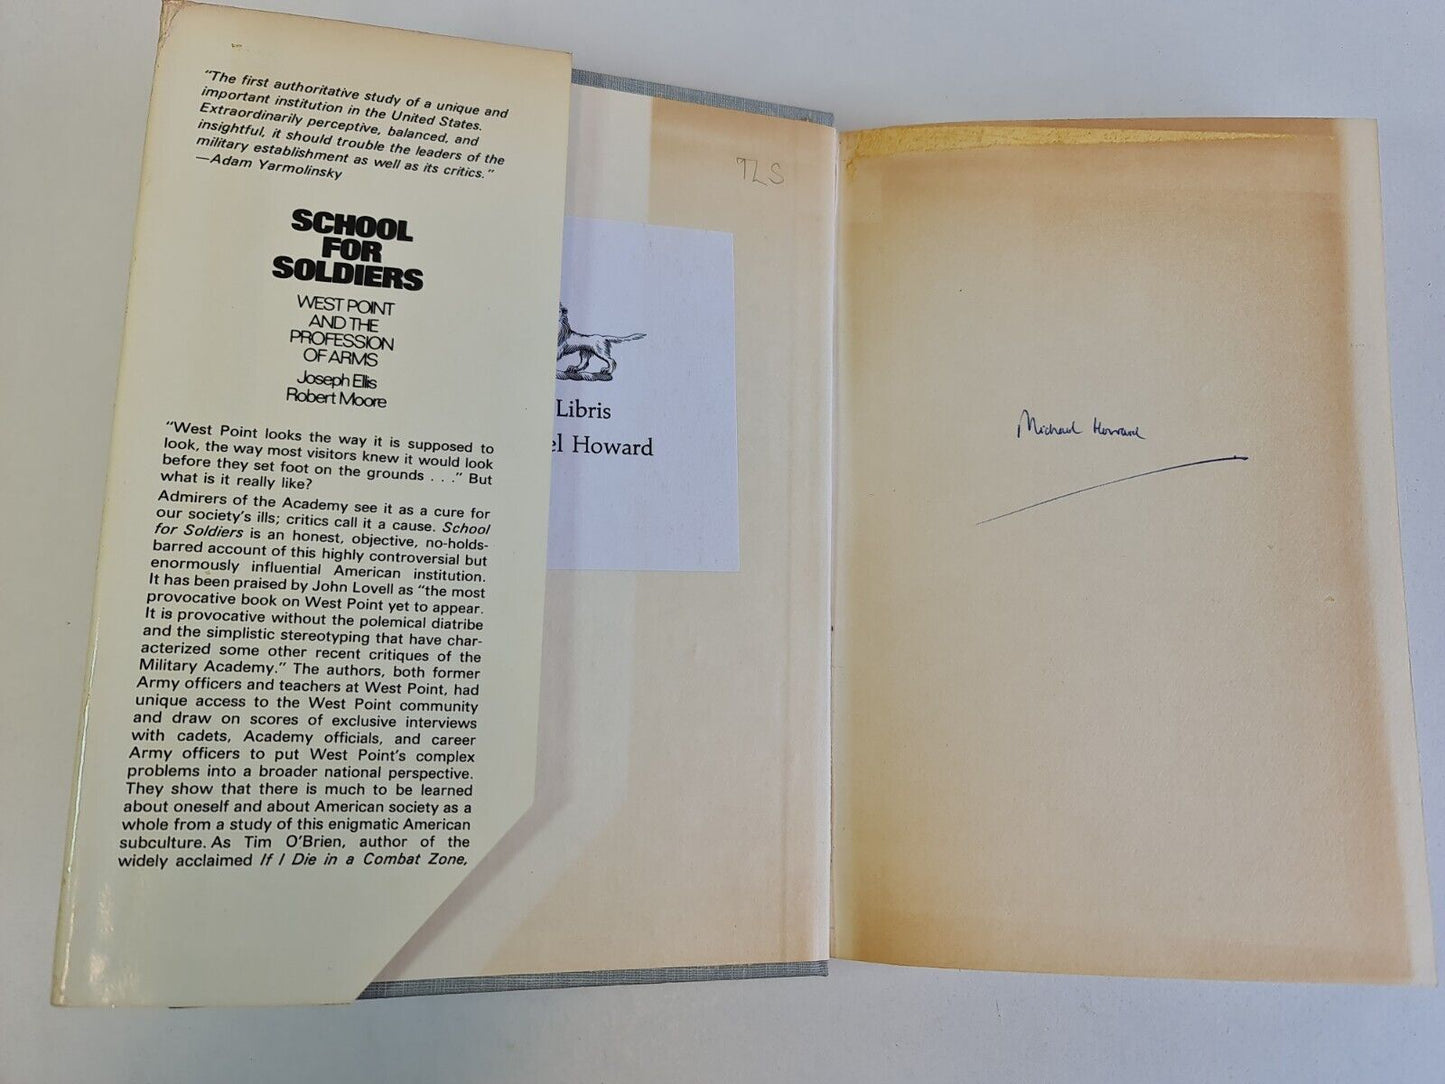 "The first authoritative study of a unique and
important institution in the United States.
Extraordinarily perceptive, balanced, and
insightful, it should trouble the leaders of the
military establishment as well as its critics."
—Adam Yarmolinsky
SCHOOL
FOR
SOLDIERS
WEST POINT
AND THE
PROFESSION
OF ARMS
Joseph Ellis
Robert Moore
"West Point looks the way it is supposed to
look, the way most visitors knew it would look
before they set foot on the grounds . . ." But
what is it really like?
Admirers of the Academy see it as a cure for
our society's ills; critics call it a cause. School
for Soldiers is an honest, objective, no-holds-
barred account of this highly controversial but
enormously influential American institution.
It has been praised by John Lovell as "the most
provocative book on West Point yet to appear.
It is provocative without the polemical diatribe
and the simplistic stereotyping that have char-
acterized some other recent critiques of the
Military Academy." The authors, both former
Army officers and teachers at West Point, had
unique access to the West Point community
and draw on scores of exclusive interviews
with cadets, Academy officials, and career
Army officers to put West Point's complex
problems into a broader national perspective.
They show that there is much to be learned
about oneself and about American society as a
whole from a study of this enigmatic American
subculture. As Tim O'Brien, author of the
widely acclaimed If I Die in a Combat Zone,
TLS
Libris
el Howard
Michael Howard